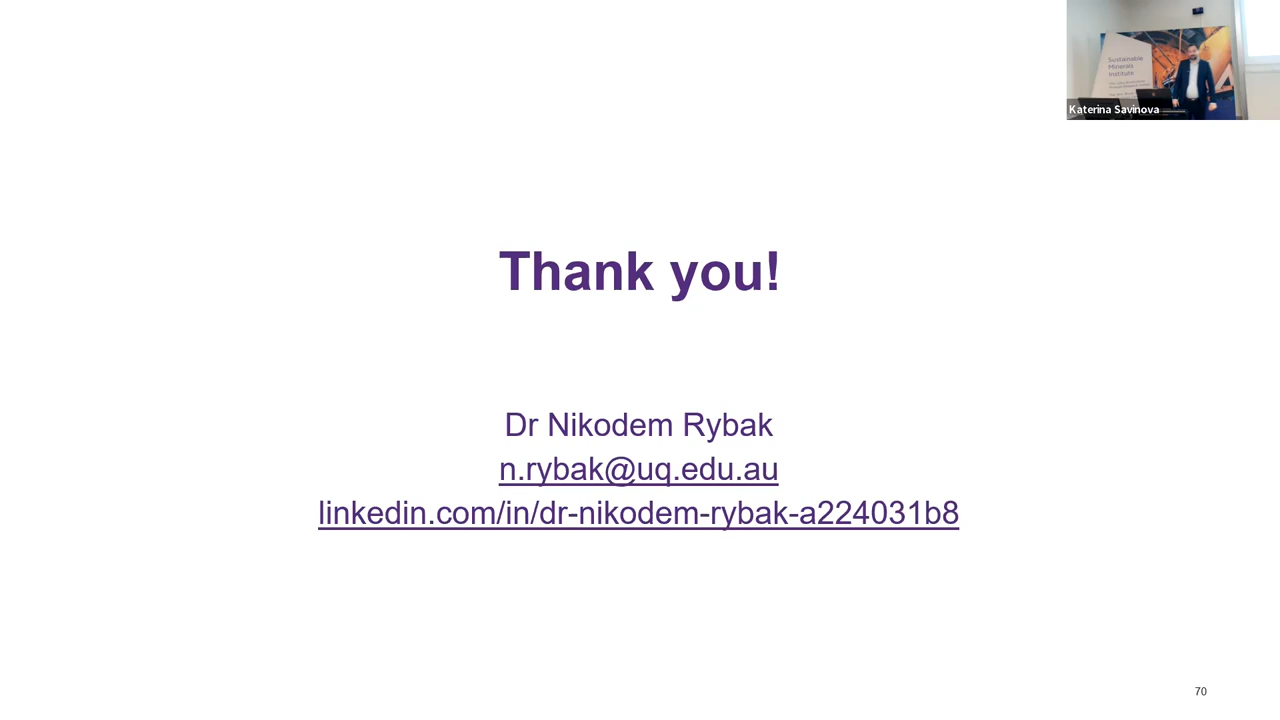 Sustainable
Minerals
Institute
Katerina Savinova
Thank you!
Dr Nikodem Rybak
n.rybak@uq.edu.au
linkedin.com/in/dr-nikodem-rybak-a224031b8
70